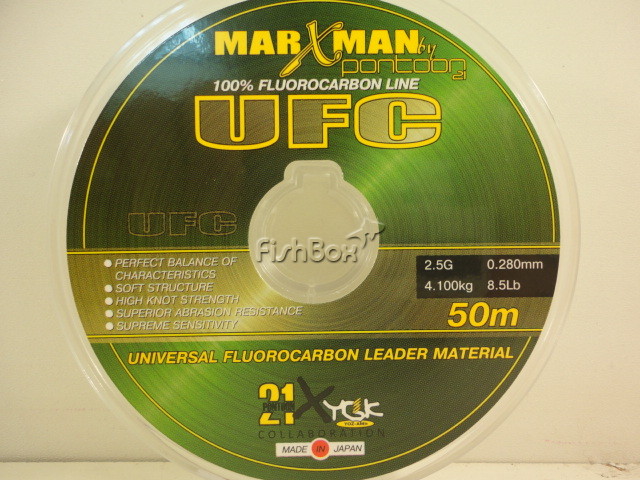 MARXMAN by
pontoon21
100% FLUOROCARBON LINE
UFC
UFC
FishBox
• PERFECT BALANCE OF
CHARACTERISTICS
• SOFT STRUCTURE
• HIGH KNOT STRENGTH
• SUPERIOR ABRASION RESISTANCE
• SUPREME SENSITIVITY
2.5G 0.280mm
4.100kg 8.5Lb
50m
UNIVERSAL FLUOROCARBON LEADER MATERIAL
21 PONTOON X YGK
COLLABORATION
MADE IN JAPAN